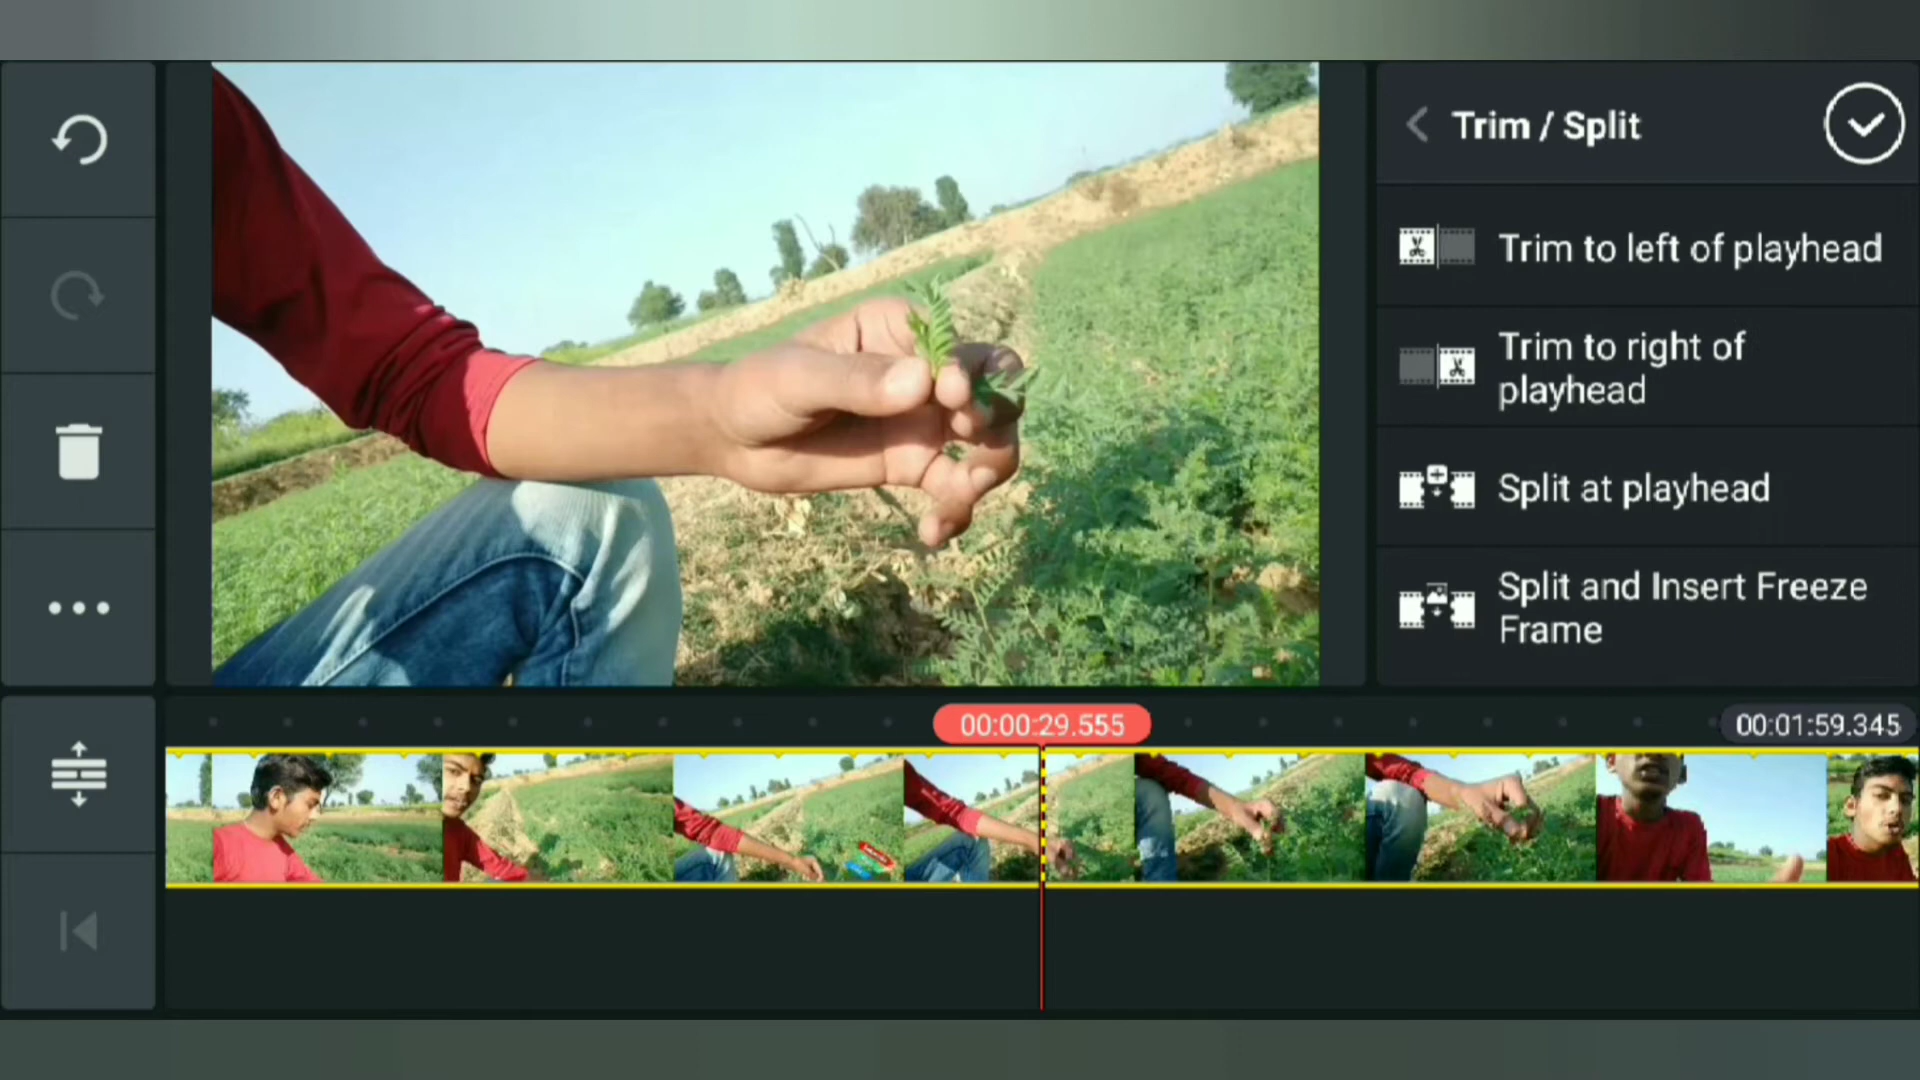 Trim / Split
Trim to left of playhead
Trim to right of
playhead
Split at playhead
Split and Insert Freeze
Frame
00:00:29.555
00:01:59.345